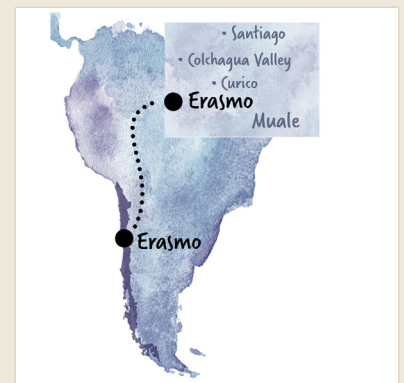 • Santiago
• Colchagua Valley
• Curico
Erasmo
Muale
Erasmo